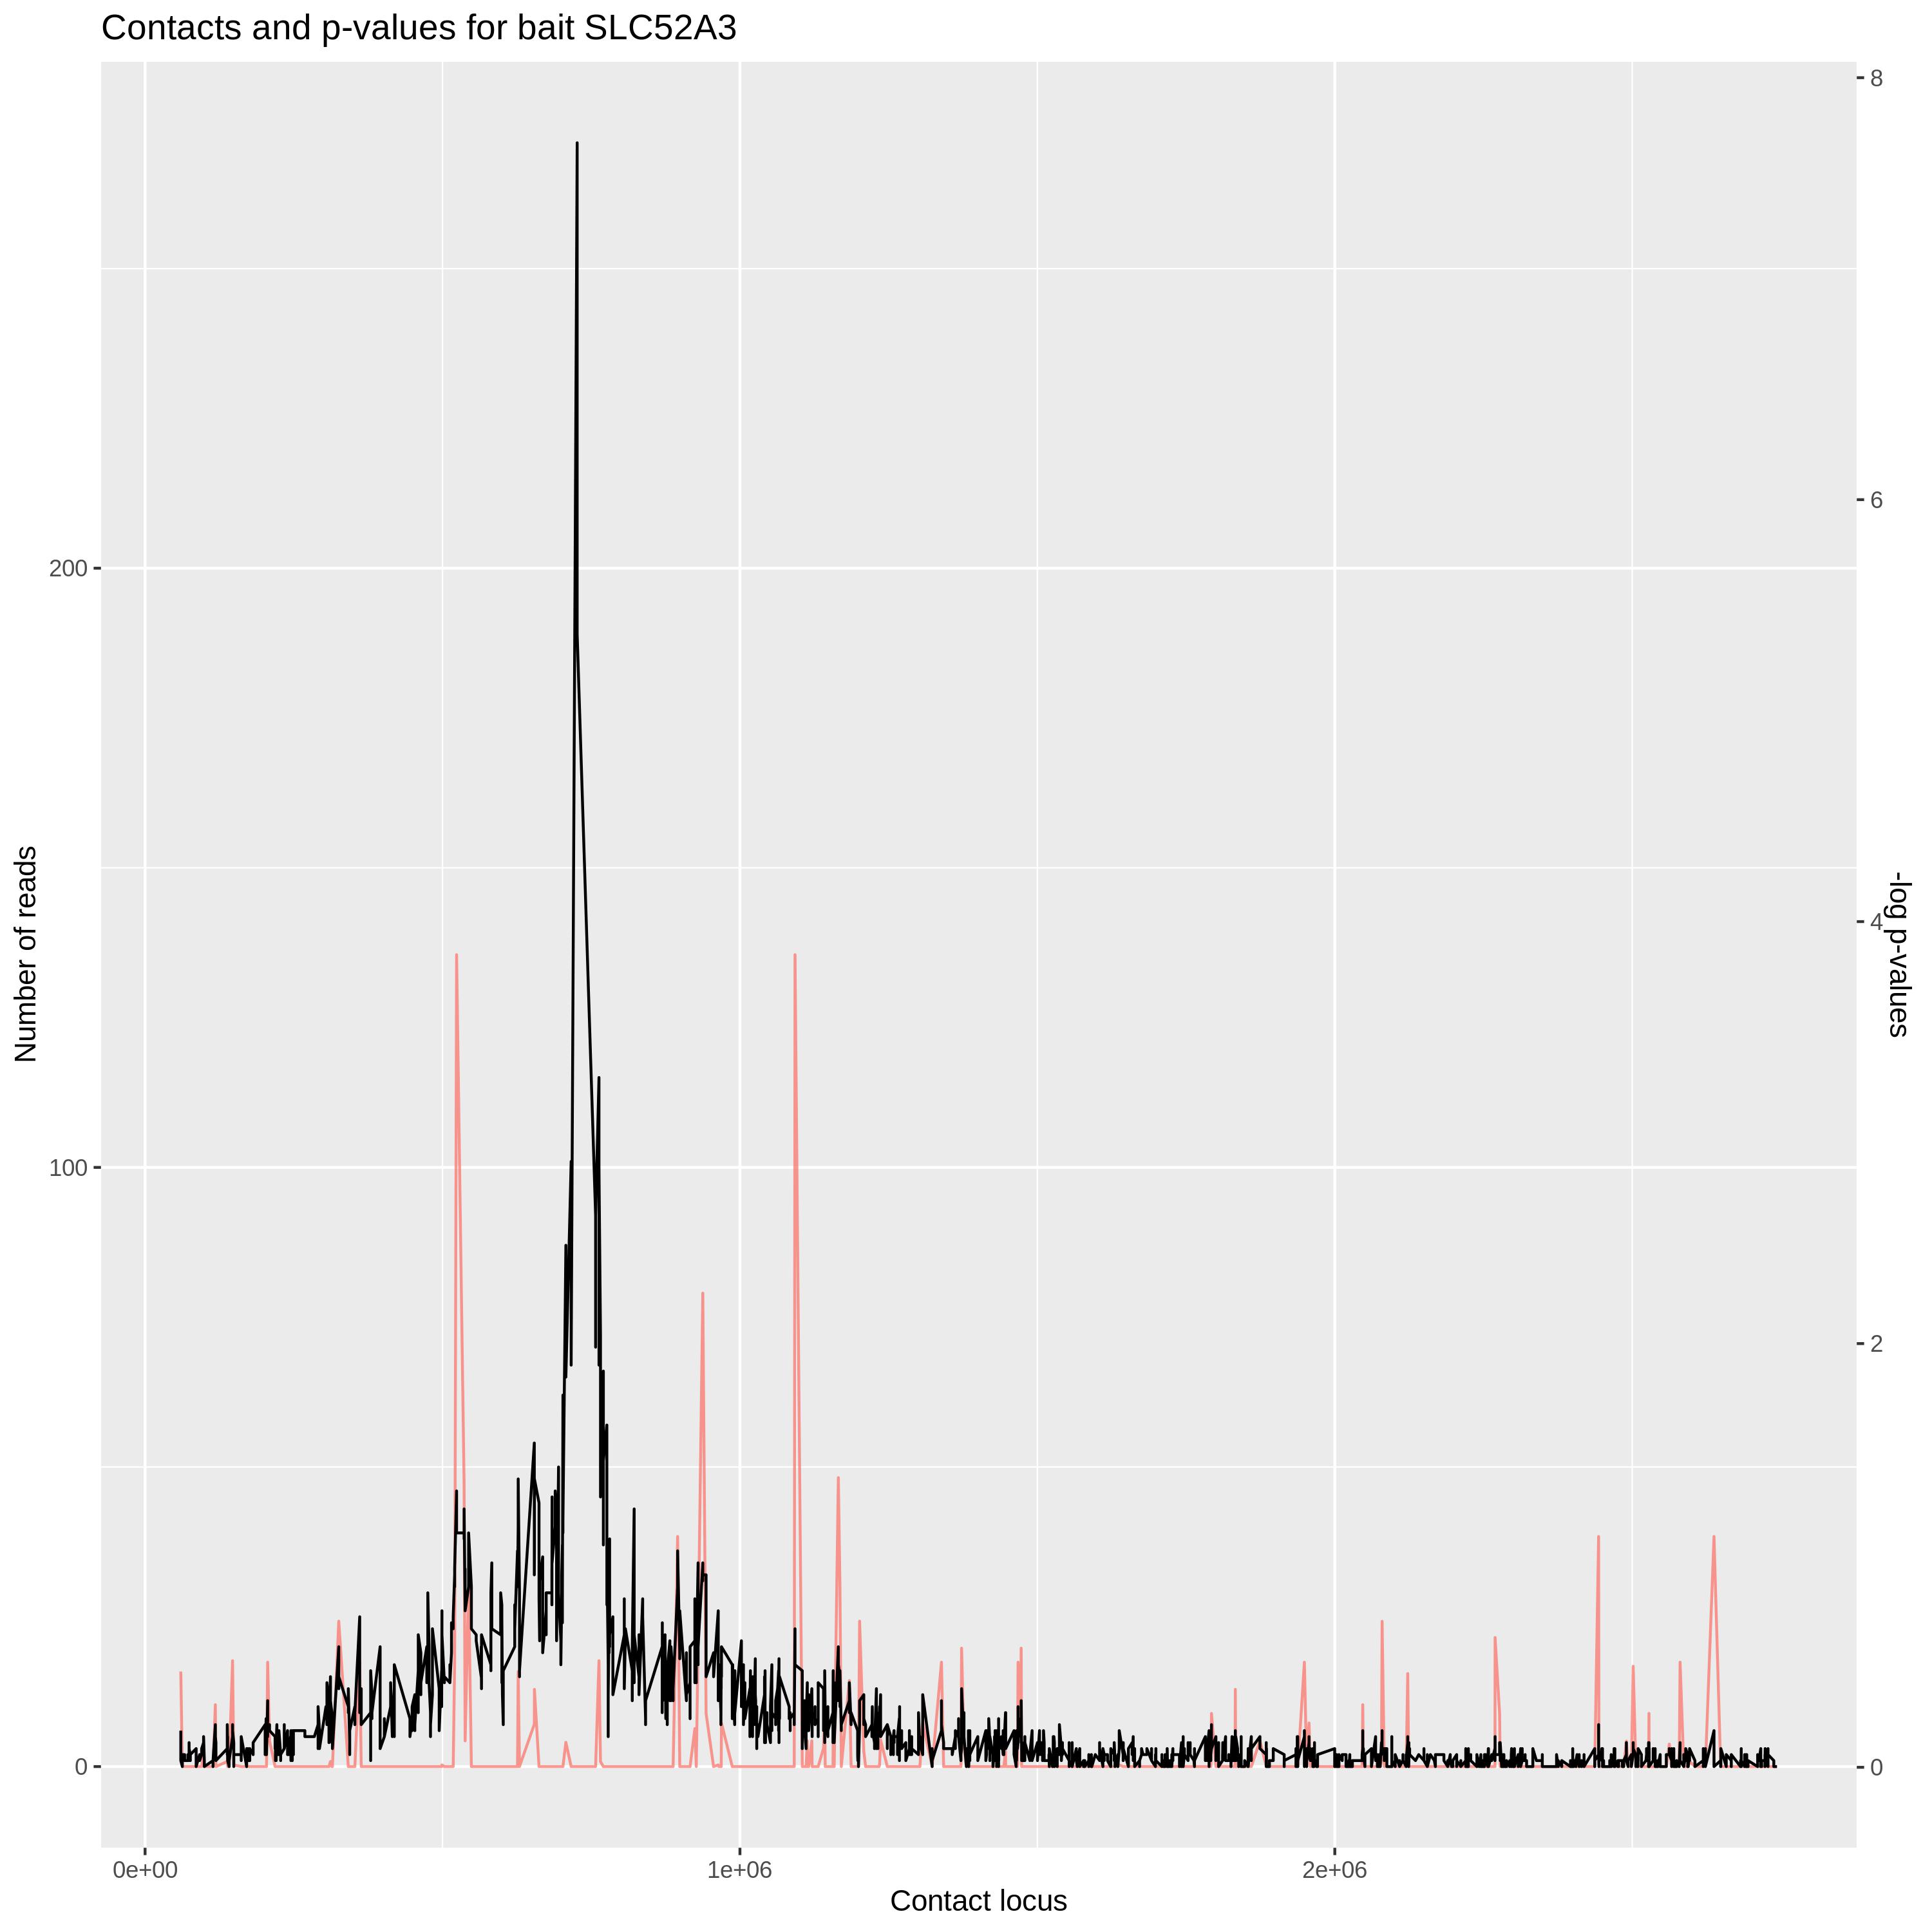 Contacts and p-values for bait SLC52A3
Number of reads
200
100
0
8
6
4
2
0
-log p-values
0e+00
1e+06
2e+06
Contact locus